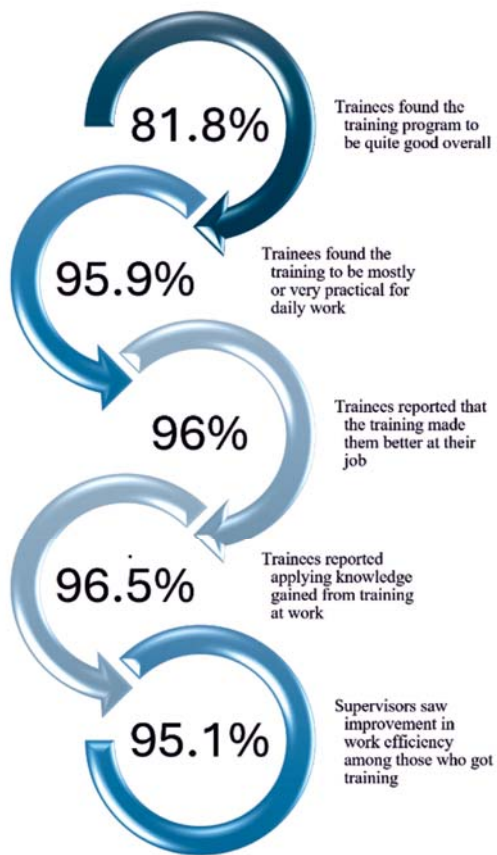 81.8%
Trainees found the
training program to
be quite good overall
95.9%
Trainees found the
training to be mostly
or very practical for
daily work
96%
Trainees reported that
the training made
them better at their
job
96.5%
Trainees reported
applying knowledge
gained from training
at work
95.1%
Supervisors saw
improvement in
work efficiency
among those who got
training